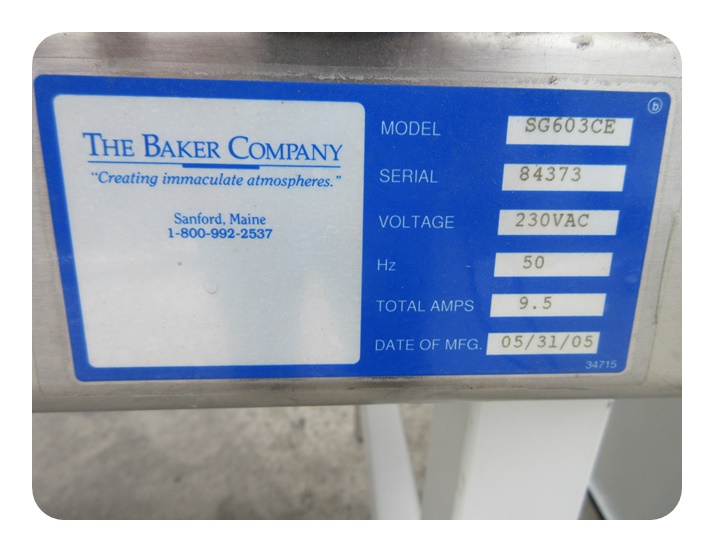 ⓑ
THE BAKER COMPANY
"Creating immaculate atmospheres."
Sanford, Maine
1-800-992-2537
MODEL SG603CE
SERIAL 84373
VOLTAGE 230VAC
Hz 50
TOTAL AMPS 9.5
DATE OF MFG. 05/31/05
34715